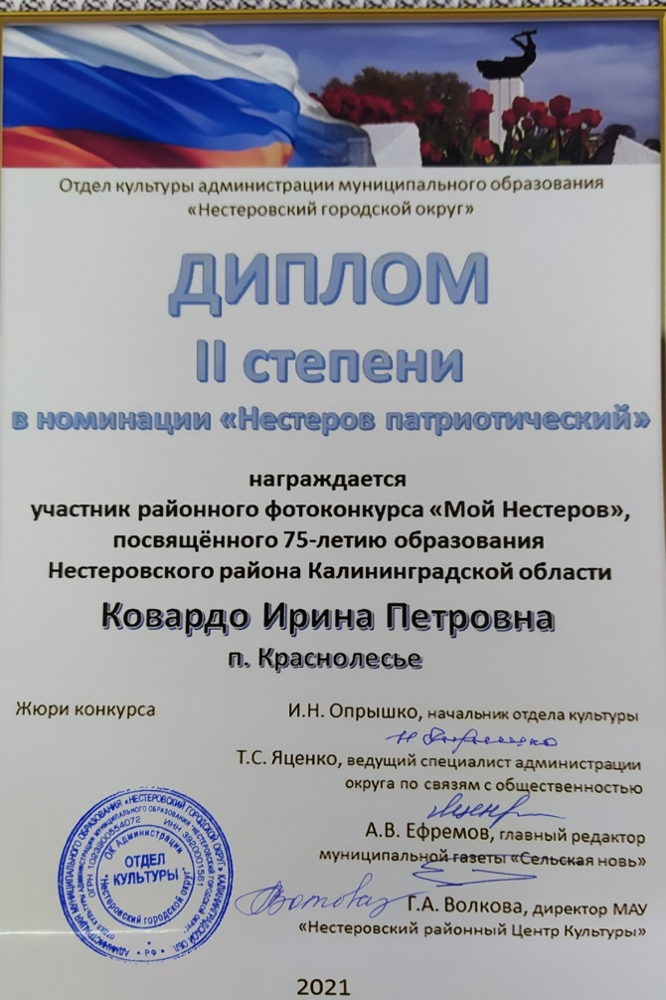 Отдел культуры администрации муниципального образования
«Нестеровский городской округ»
ДИПЛОМ
II степени
в номинации «Нестеров патриотический»
награждается
участник районного фотоконкурса «Мой Нестеров»,
посвящённого 75-летию образования
Нестеровского района Калининградской области
Ковардо Ирина Петровна
п. Краснолесье
Жюри конкурса
И.Н. Опрышко, начальник отдела культуры
Т.С. Яценко, ведущий специалист администрации
округа по связям с общественностью
А.В. Ефремов, главный редактор
муниципальной газеты «Сельская новь»
Г.А. Волкова, директор МАУ
«Нестеровский районный Центр Культуры»
АДМИНИСТРАЦИЯ МУНИЦИПАЛЬНОГО ОБРАЗОВАНИЯ «НЕСТЕРОВСКИЙ ГОРОДСКОЙ ОКРУГ»
ОГРН 1023900554072 ИНН 3920001561
ОК Администрации
ОТДЕЛ
КУЛЬТУРЫ
"Нестеровский городской округ"
• РФ •
2021